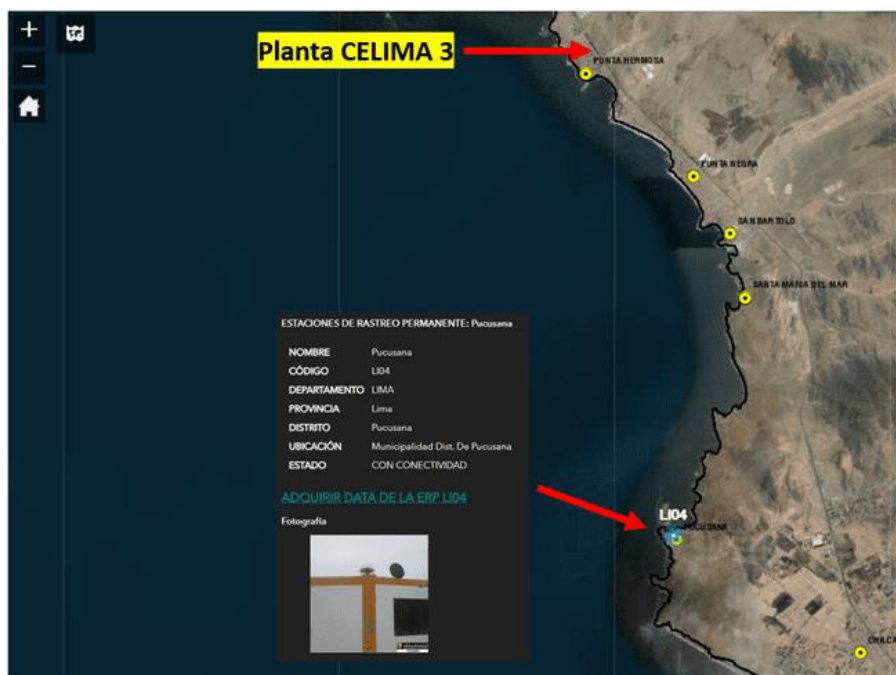 Planta CELIMA 3
PUNTA HERMOSA
PUNTA NEGRA
SAN BARTOLO
SANTA MARIA DEL MAR
ESTACIONES DE RASTREO PERMANENTE: Pucusana
NOMBRE Pucusana
CÓDIGO LI04
DEPARTAMENTO LIMA
PROVINCIA Lima
DISTRITO Pucusana
UBICACIÓN Municipalidad Dist. De Pucusana
ESTADO CON CONECTIVIDAD
ADQUIRIR DATA DE LA ERP LI04
Fotografía
LI04
PUCUSANA
CHILCA